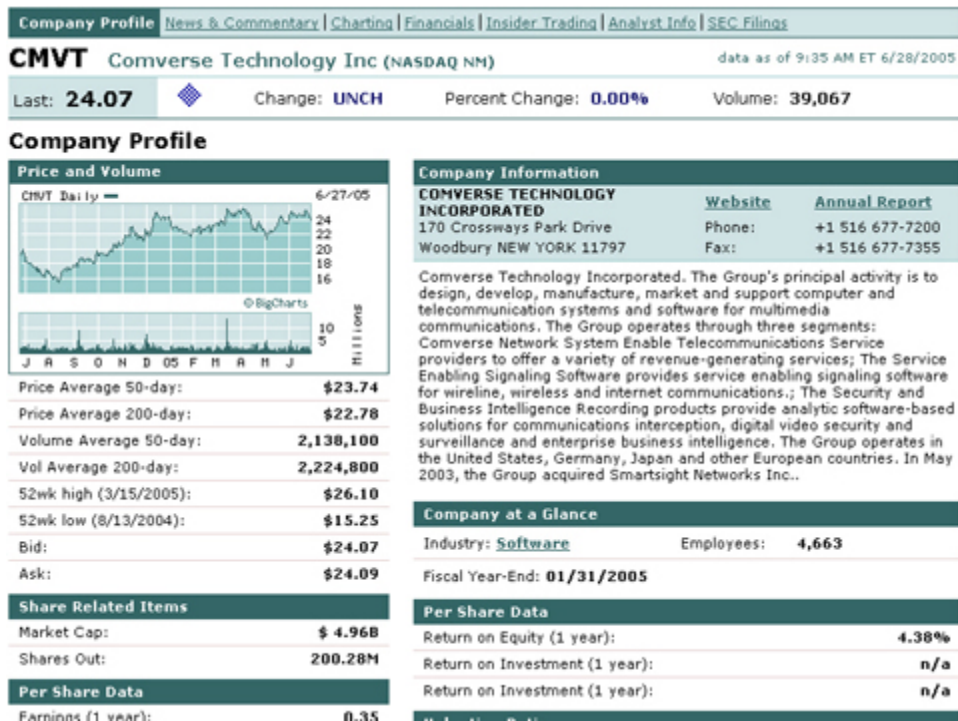 Company Profile News & Commentary | Charting | Financials | Insider Trading | Analyst Info | SEC Filings
CMVT Comverse Technology Inc (NASDAQ NM) data as of 9:35 AM ET 6/28/2005
Last: 24.07 Change: UNCH Percent Change: 0.00% Volume: 39,067
Company Profile
Price and Volume
CMVT Daily 6/27/05
24
22
20
18
16
© BigCharts
10
5
Millions
J A S O N D 05 F M A M J
Price Average 50-day: $23.74
Price Average 200-day: $22.78
Volume Average 50-day: 2,138,100
Vol Average 200-day: 2,224,800
52wk high (3/15/2005): $26.10
52wk low (8/13/2004): $15.25
Bid: $24.07
Ask: $24.09
Share Related Items
Market Cap: $ 4.96B
Shares Out: 200.28M
Per Share Data
Earnings (1 year): 0.35
Company Information
COMVERSE TECHNOLOGY
INCORPORATED
170 Crossways Park Drive
Woodbury NEW YORK 11797
Website Annual Report
Phone: +1 516 677-7200
Fax: +1 516 677-7355
Comverse Technology Incorporated. The Group's principal activity is to
design, develop, manufacture, market and support computer and
telecommunication systems and software for multimedia
communications. The Group operates through three segments:
Comverse Network System Enable Telecommunications Service
providers to offer a variety of revenue-generating services; The Service
Enabling Signaling Software provides service enabling signaling software
for wireline, wireless and internet communications.; The Security and
Business Intelligence Recording products provide analytic software-based
solutions for communications interception, digital video security and
surveillance and enterprise business intelligence. The Group operates in
the United States, Germany, Japan and other European countries. In May
2003, the Group acquired Smartsight Networks Inc..
Company at a Glance
Industry: Software Employees: 4,663
Fiscal Year-End: 01/31/2005
Per Share Data
Return on Equity (1 year): 4.38%
Return on Investment (1 year): n/a
Return on Investment (1 year): n/a